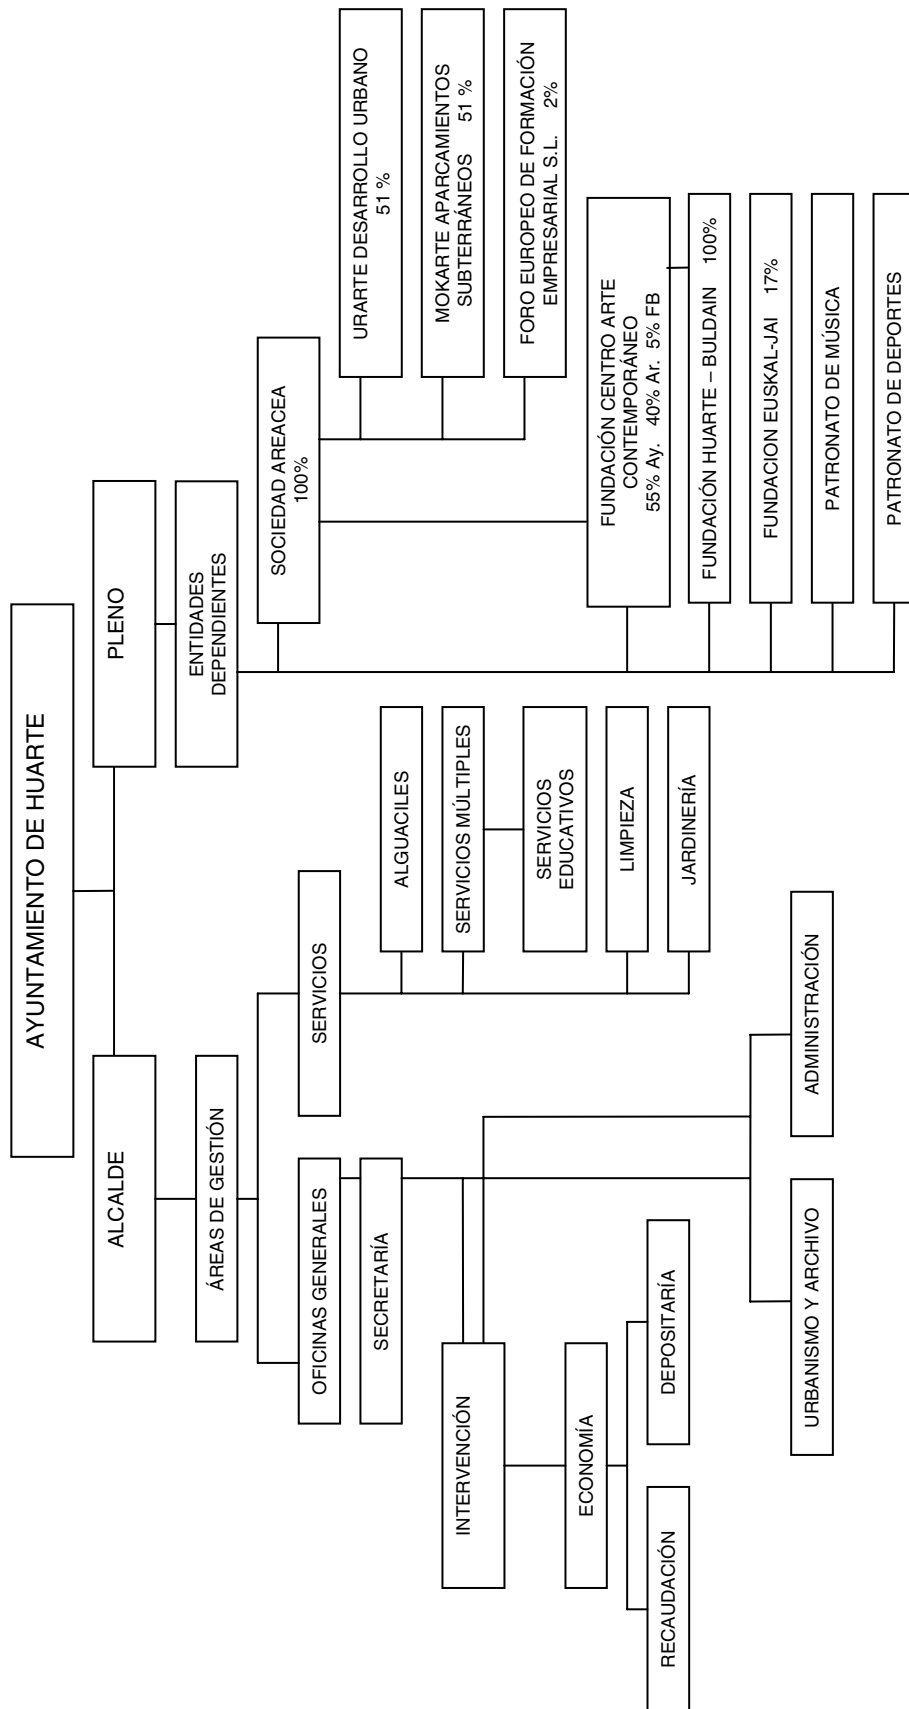 AYUNTAMIENTO DE HUARTE
ALCALDE
PLENO
ÁREAS DE GESTIÓN
ENTIDADES
DEPENDIENTES
OFICINAS GENERALES
SERVICIOS
SOCIEDAD AREACEA
100%
SECRETARÍA
ALGUACILES
SERVICIOS MÚLTIPLES
SERVICIOS
EDUCATIVOS
LIMPIEZA
JARDINERÍA
URARTE DESARROLLO URBANO
51 %
MOKARTE APARCAMIENTOS
SUBTERRÁNEOS 51 %
FORO EUROPEO DE FORMACIÓN
EMPRESARIAL S.L. 2%
INTERVENCIÓN
ECONOMÍA
RECAUDACIÓN
DEPOSITARÍA
URBANISMO Y ARCHIVO
ADMINISTRACIÓN
FUNDACIÓN CENTRO ARTE
CONTEMPORÁNEO
55% Ay. 40% Ar. 5% FB
FUNDACIÓN HUARTE – BULDAIN 100%
FUNDACION EUSKAL-JAI 17%
PATRONATO DE MÚSICA
PATRONATO DE DEPORTES